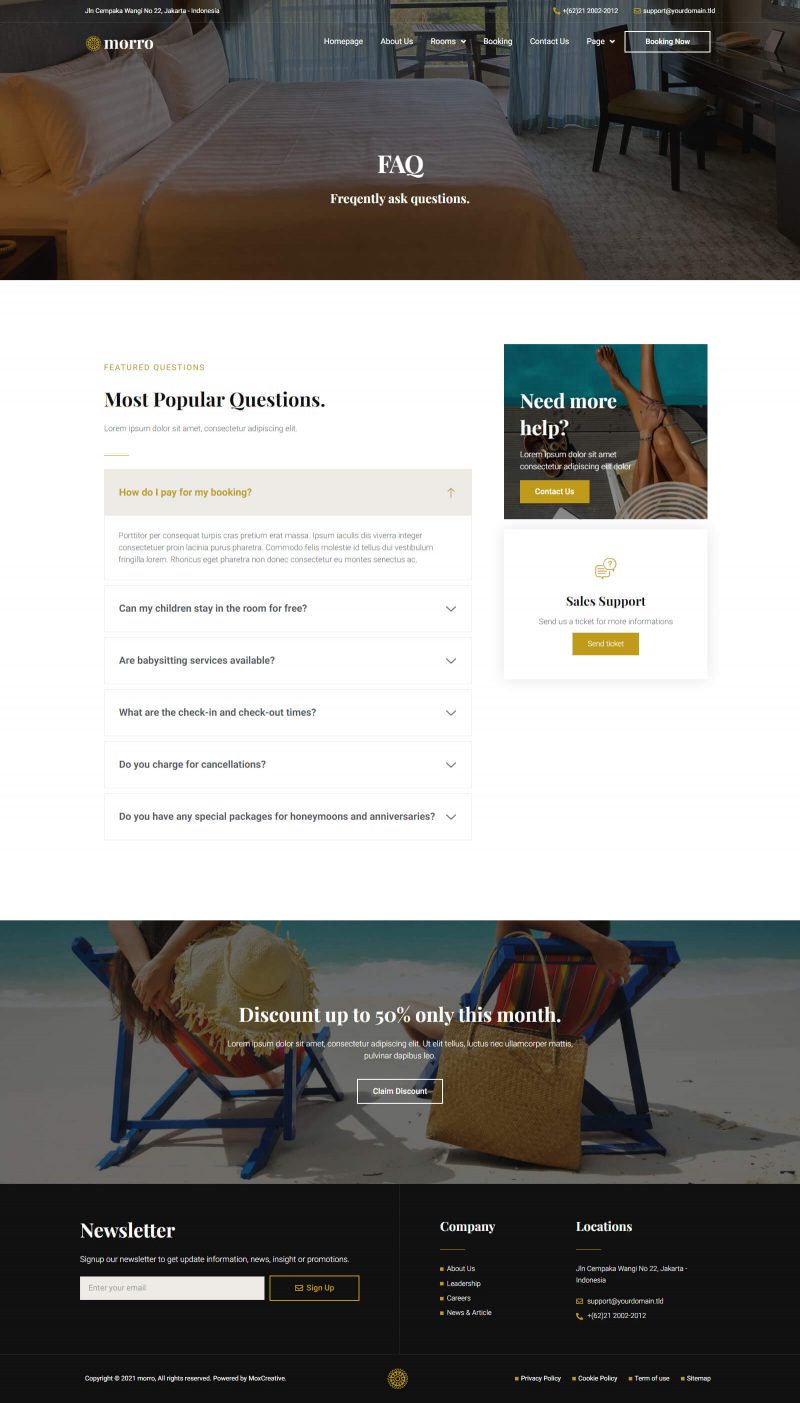 Jln Cempaka Wangi No 22, Jakarta - Indonesia
+(62)21 2002-2012
support@yourdomain.tld
morro
Homepage
About Us
Rooms
Booking
Contact Us
Page
Booking Now
FAQ
Freqently ask questions.
FEATURED QUESTIONS
Most Popular Questions.
Lorem ipsum dolor sit amet, consectetur adipiscing elit.
How do I pay for my booking?
Porttitor per consequat turpis cras pretium erat massa. Ipsum iaculis dis viverra integer
consectetuer proin lacinia purus pharetra. Commodo felis molestie id tellus dui vestibulum
fringilla lorem. Rhoncus eget pharetra non donec consectetur eu montes senectus ac.
Can my children stay in the room for free?
Are babysitting services available?
What are the check-in and check-out times?
Do you charge for cancellations?
Do you have any special packages for honeymoons and anniversaries?
Need more
help?
Lorem ipsum dolor sit amet
consectetur adipiscing elit dolor
Contact Us
Sales Support
Send us a ticket for more informations
Send ticket
Discount up to 50% only this month.
Lorem ipsum dolor sit amet, consectetur adipiscing elit. Ut elit tellus, luctus nec ullamcorper mattis,
pulvinar dapibus leo.
Claim Discount
Newsletter
Signup our newsletter to get update information, news, insight or promotions.
Enter your email
Sign Up
Company
About Us
Leadership
Careers
News & Article
Locations
Jln Cempaka Wangi No 22, Jakarta -
Indonesia
support@yourdomain.tld
+(62)21 2002-2012
Copyright © 2021 morro, All rights reserved. Powered by MoxCreative.
Privacy Policy
Cookie Policy
Term of use
Sitemap